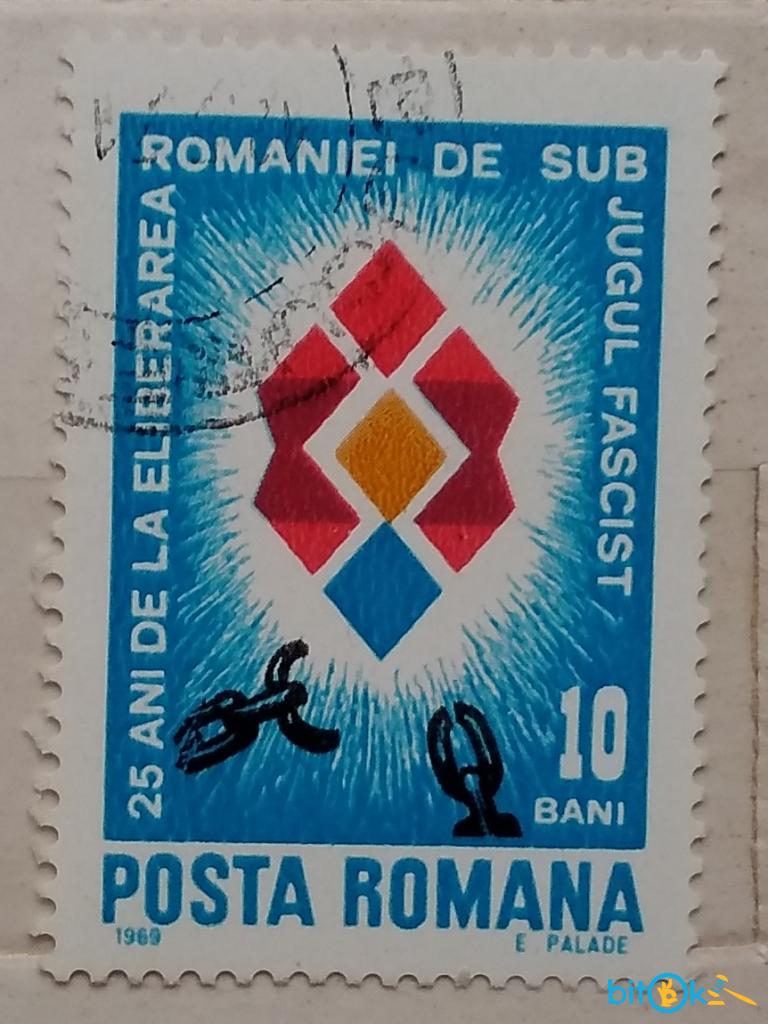 25 ANI DE LA ELIBERAREA
ROMANIEI DE SUB
JUGUL FASCIST
10
BANI
POSTA ROMANA
1969
E PALADE
bitok